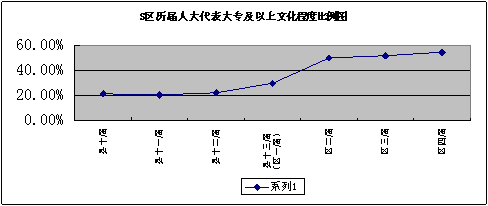 S区历届人大代表大专及以上文化程度比例图
60.00%
40.00%
20.00%
0.00%
县十届
县十一届
县十二届
县十三届
(区一届)
区二届
区三届
区四届
系列1